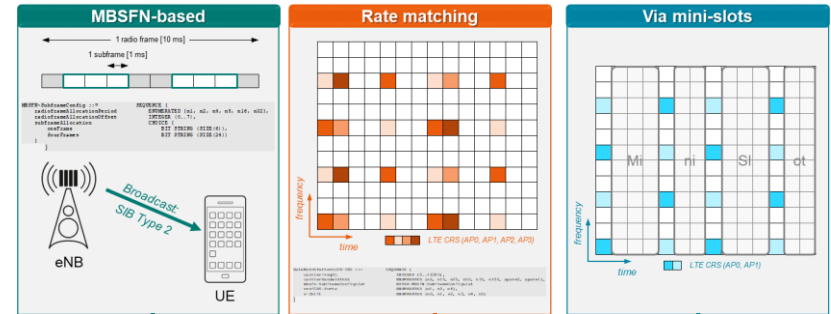 MBSFN-based
1 radio frame [10 ms]
1 subframe [1 ms]
MBSFN-SubframeConfig ::= SEQUENCE {
radioframeAllocationPeriod ENUMERATED {n1, n2, n4, n8, n16, n32},
radioframeAllocationOffset INTEGER (0..7),
subframeAllocation CHOICE {
oneFrame BIT STRING (SIZE(6)),
fourFrames BIT STRING (SIZE(24))
}
}
Broadcast:
SIB Type 2
eNB
UE
Rate matching
frequency
time
LTE CRS (AP0, AP1, AP2, AP3)
SEQUENCE {
Via mini-slots
Mi ni Sl ot
frequency
time
LTE CRS (AP0, AP1)